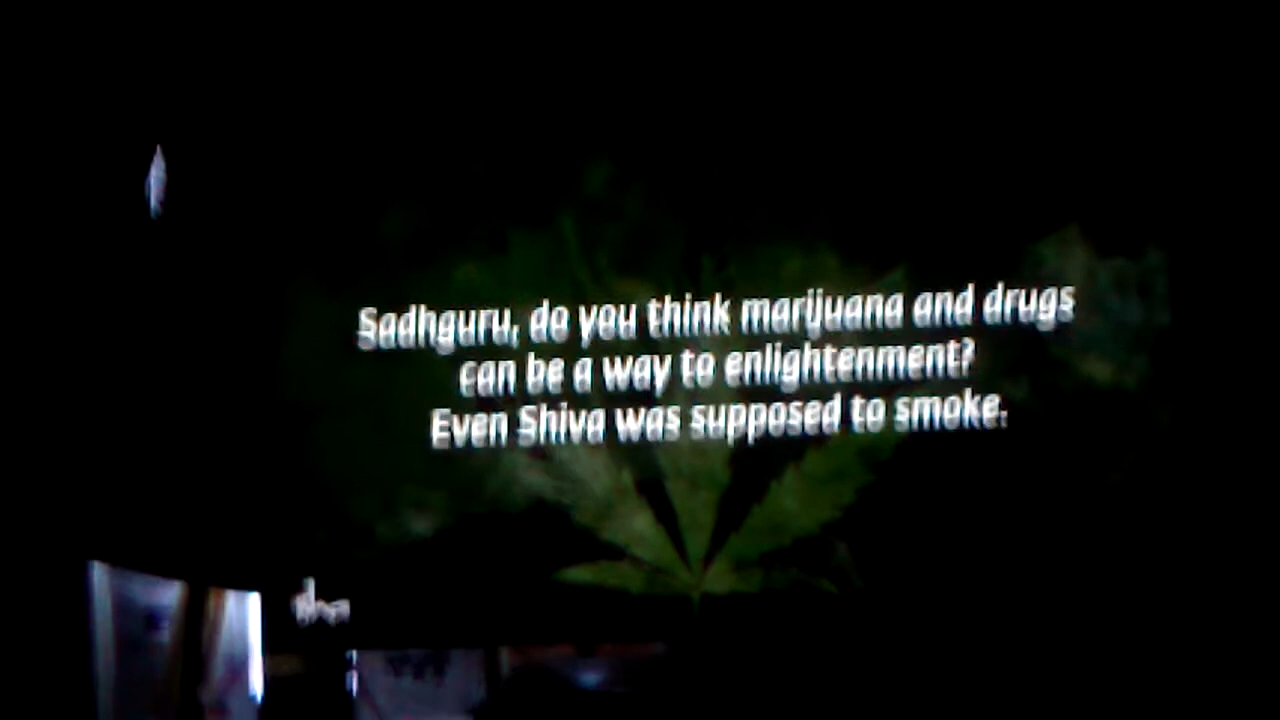 Sadhguru, do you think marijuana and drugs
can be a way to enlightenment?
Even Shiva was supposed to smoke.